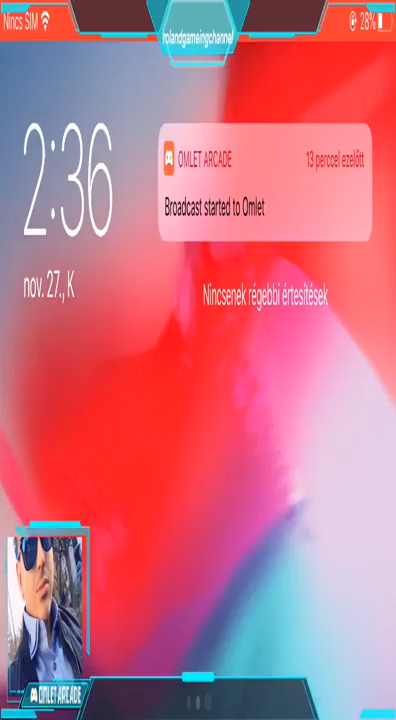 Nincs SIM
rolandgameingchannel
28%
2:36
nov. 27., K
OMLET ARCADE
13 perccel ezelőtt
Broadcast started to Omlet
Nincsenek régebbi értesítések
OMLET ARCADE